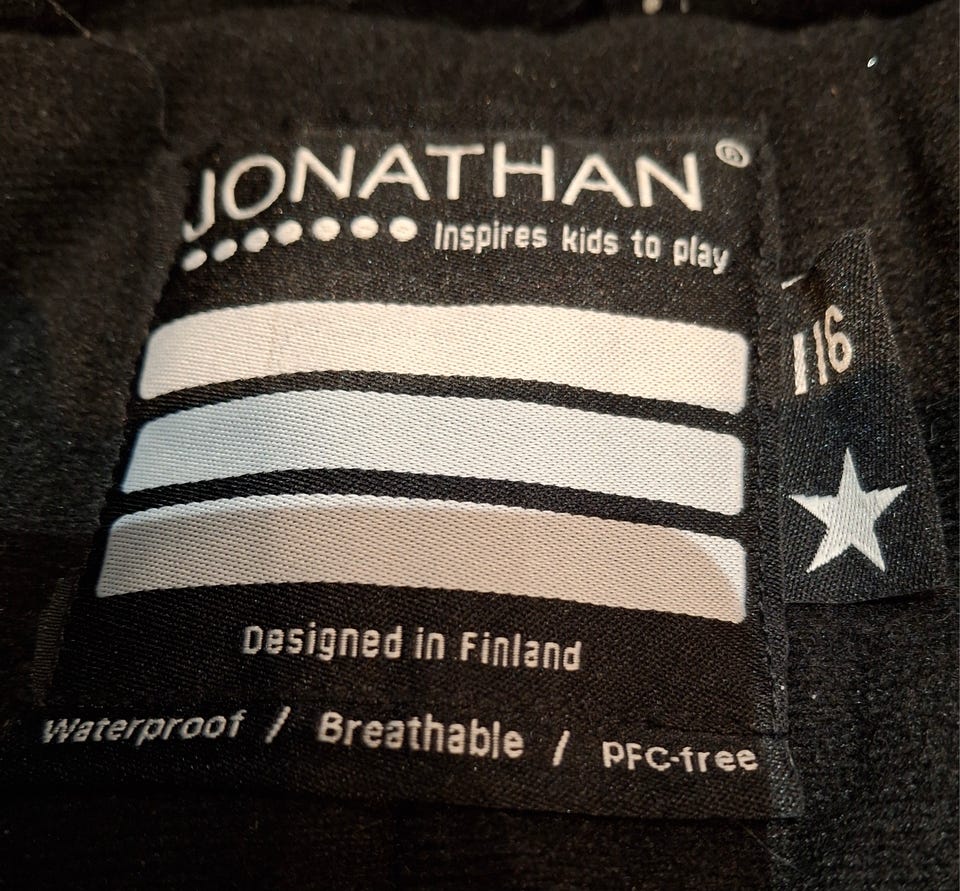 JONATHAN®
Inspires kids to play
116
Designed in Finland
Waterproof / Breathable / PFC-free